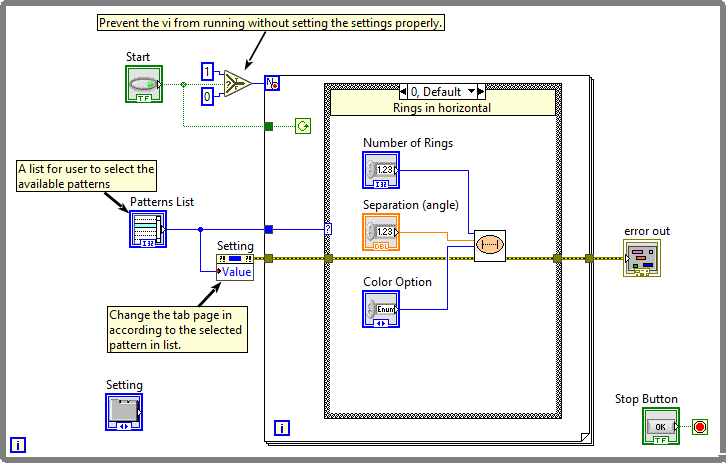 Prevent the vi from running without setting the settings properly.
Start
1
0
N
TF
0, Default
Rings in horizontal
Number of Rings
1.23
I32
A list for user to select the
available patterns
Patterns List
I32
Separation (angle)
1.23
DBL
?
Setting
?! ?!
Value
error out
Color Option
Enum
Change the tab page in
according to the selected
pattern in list.
Setting
Stop Button
OK
TF
i
i